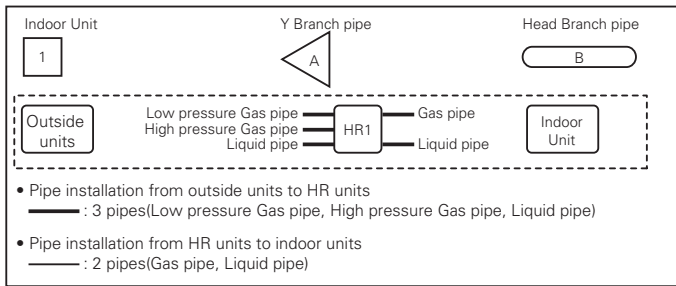 Indoor Unit
Y Branch pipe
Head Branch pipe
1
A
B
Outside
units
Low pressure Gas pipe
High pressure Gas pipe
Liquid pipe
HR1
Gas pipe
Liquid pipe
Indoor
Unit
• Pipe installation from outside units to HR units
: 3 pipes(Low pressure Gas pipe, High pressure Gas pipe, Liquid pipe)
• Pipe installation from HR units to indoor units
: 2 pipes(Gas pipe, Liquid pipe)